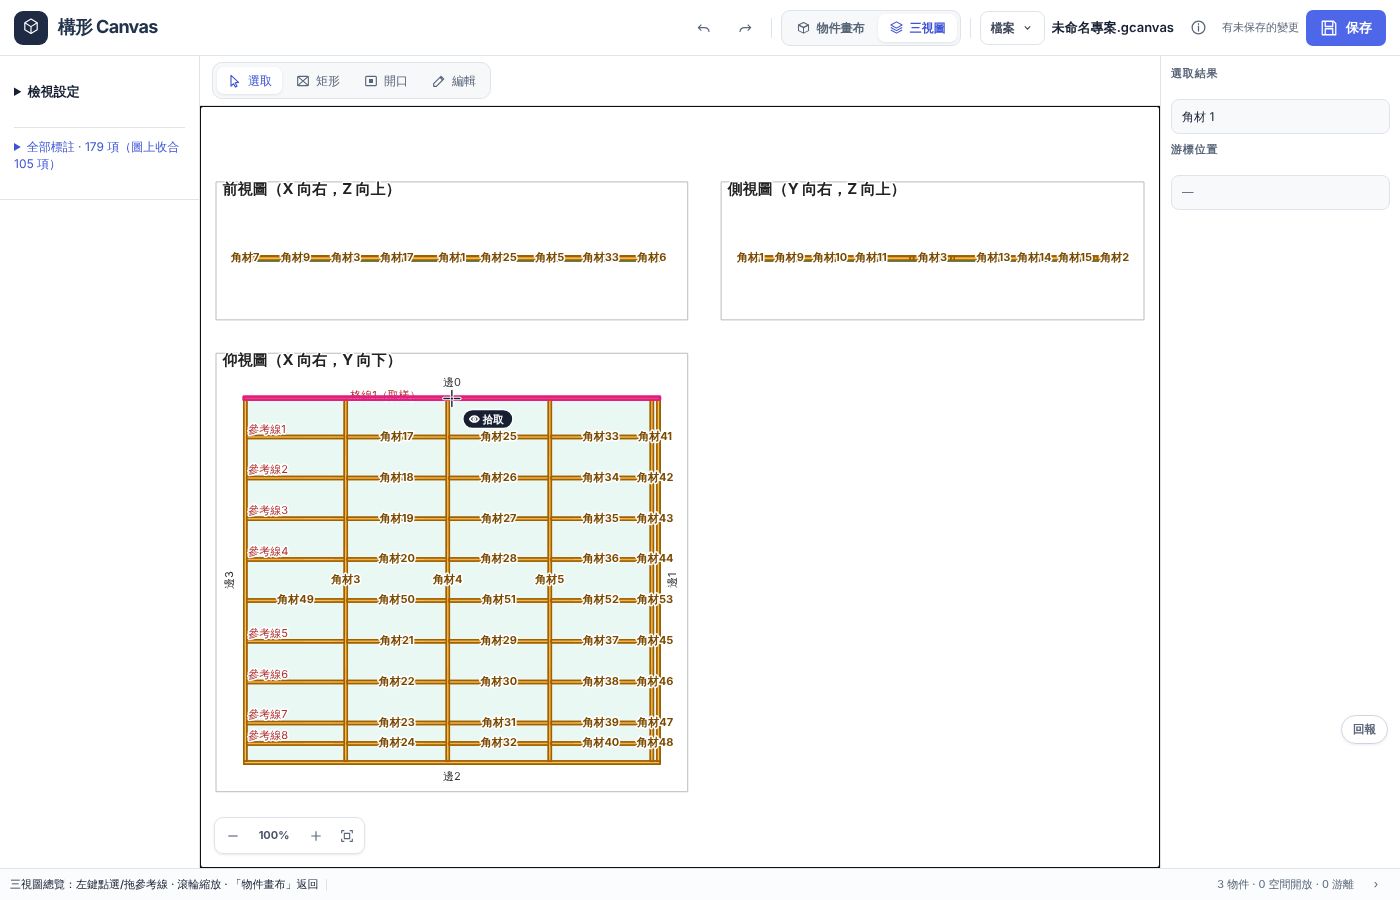 構形 Canvas
物件畫布
三視圖
檔案
未命名專案.gcanvas
有未保存的變更
保存
檢視設定
全部標註 · 179 項（圖上收合
105 項）
選取
矩形
開口
編輯
選取結果
角材 1
游標位置
—
前視圖（X 向右，Z 向上）
角材7 角材9 角材3 角材17 角材1 角材25 角材5 角材33 角材6
側視圖（Y 向右，Z 向上）
角材1 角材9 角材10 角材11 角材3 角材13 角材14 角材15 角材2
仰視圖（X 向右，Y 向下）
邊0
格線1（取樣）
拾取
參考線1
角材17 角材25 角材33 角材41
參考線2
角材18 角材26 角材34 角材42
參考線3
角材19 角材27 角材35 角材43
參考線4
角材20 角材28 角材36 角材44
邊3 角材3 角材4 角材5 邊1
角材49 角材50 角材51 角材52 角材53
參考線5
角材21 角材29 角材37 角材45
參考線6
角材22 角材30 角材38 角材46
參考線7
角材23 角材31 角材39 角材47
參考線8
角材24 角材32 角材40 角材48
邊2
回報
100%
三視圖總覽：左鍵點選/拖參考線 · 滾輪縮放 · 「物件畫布」返回
3 物件 · 0 空間開放 · 0 游離